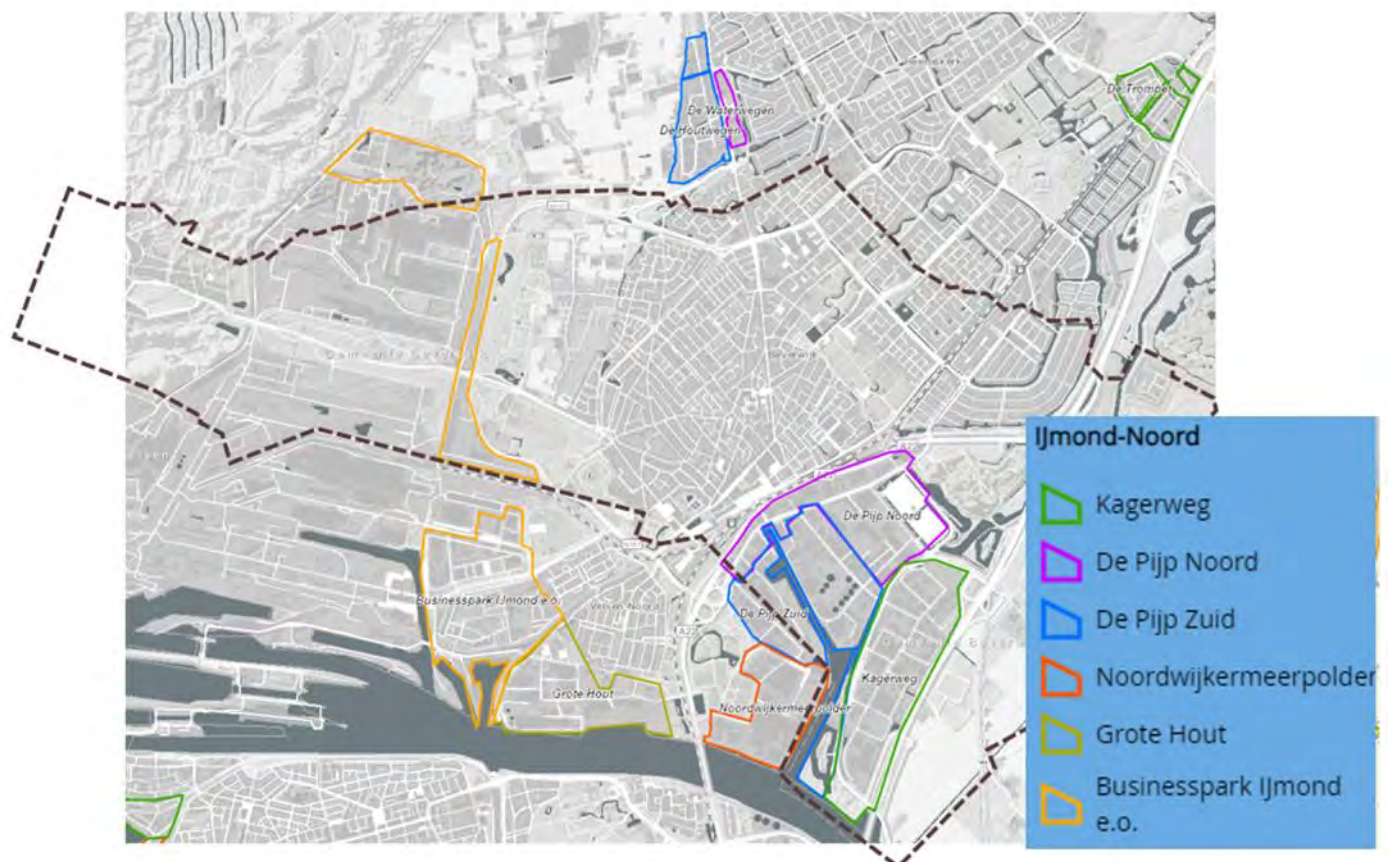 De Trompet
De Waterwegen
De Houtwegen
Beverwijk
De Pijp Noord
Businesspark IJmond e.o.
Velsen-Noord
De Pijp Zuid
A22
Kagerweg
Grote Hout
Noordwijkermeerpolder
IJmond-Noord
Kagerweg
De Pijp Noord
De Pijp Zuid
Noordwijkermeerpolder
Grote Hout
Businesspark IJmond
e.o.